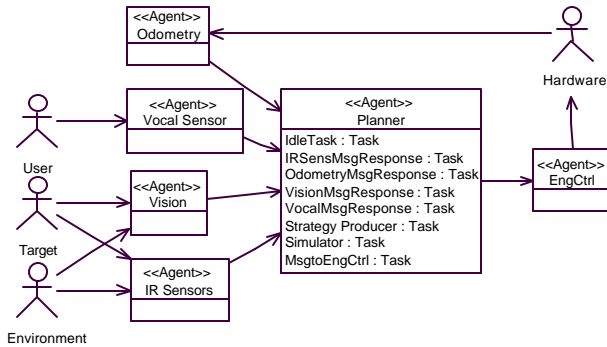 <<Agent>>
Odometry
Hardware
<<Agent>>
Vocal Sensor
User
<<Agent>>
Planner
IdleTask : Task
IRSensMsgResponse : Task
OdometryMsgResponse : Task
VisionMsgResponse : Task
VocalMsgResponse : Task
Strategy Producer : Task
Simulator : Task
MsgtoEngCtrl : Task
<<Agent>>
EngCtrl
<<Agent>>
Vision
Target
<<Agent>>
IR Sensors
Environment